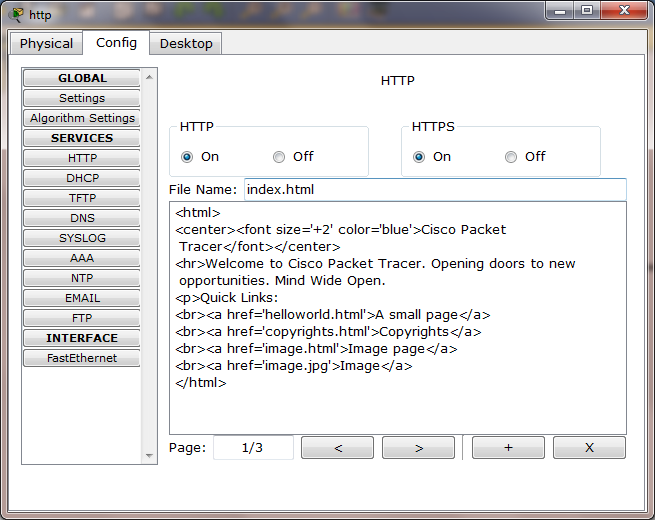 http
Physical
Config
Desktop
GLOBAL
Settings
Algorithm Settings
SERVICES
HTTP
DHCP
TFTP
DNS
SYSLOG
AAA
NTP
EMAIL
FTP
INTERFACE
FastEthernet
HTTP
HTTP
On Off
HTTPS
On Off
File Name: index.html
<html>
<center><font size='+2' color='blue'>Cisco Packet
Tracer</font></center>
<hr>Welcome to Cisco Packet Tracer. Opening doors to new
opportunities. Mind Wide Open.
<p>Quick Links:
<br><a href='helloworld.html'>A small page</a>
<br><a href='copyrights.html'>Copyrights</a>
<br><a href='image.html'>Image page</a>
<br><a href='image.jpg'>Image</a>
</html>
Page: 1/3 < > + X